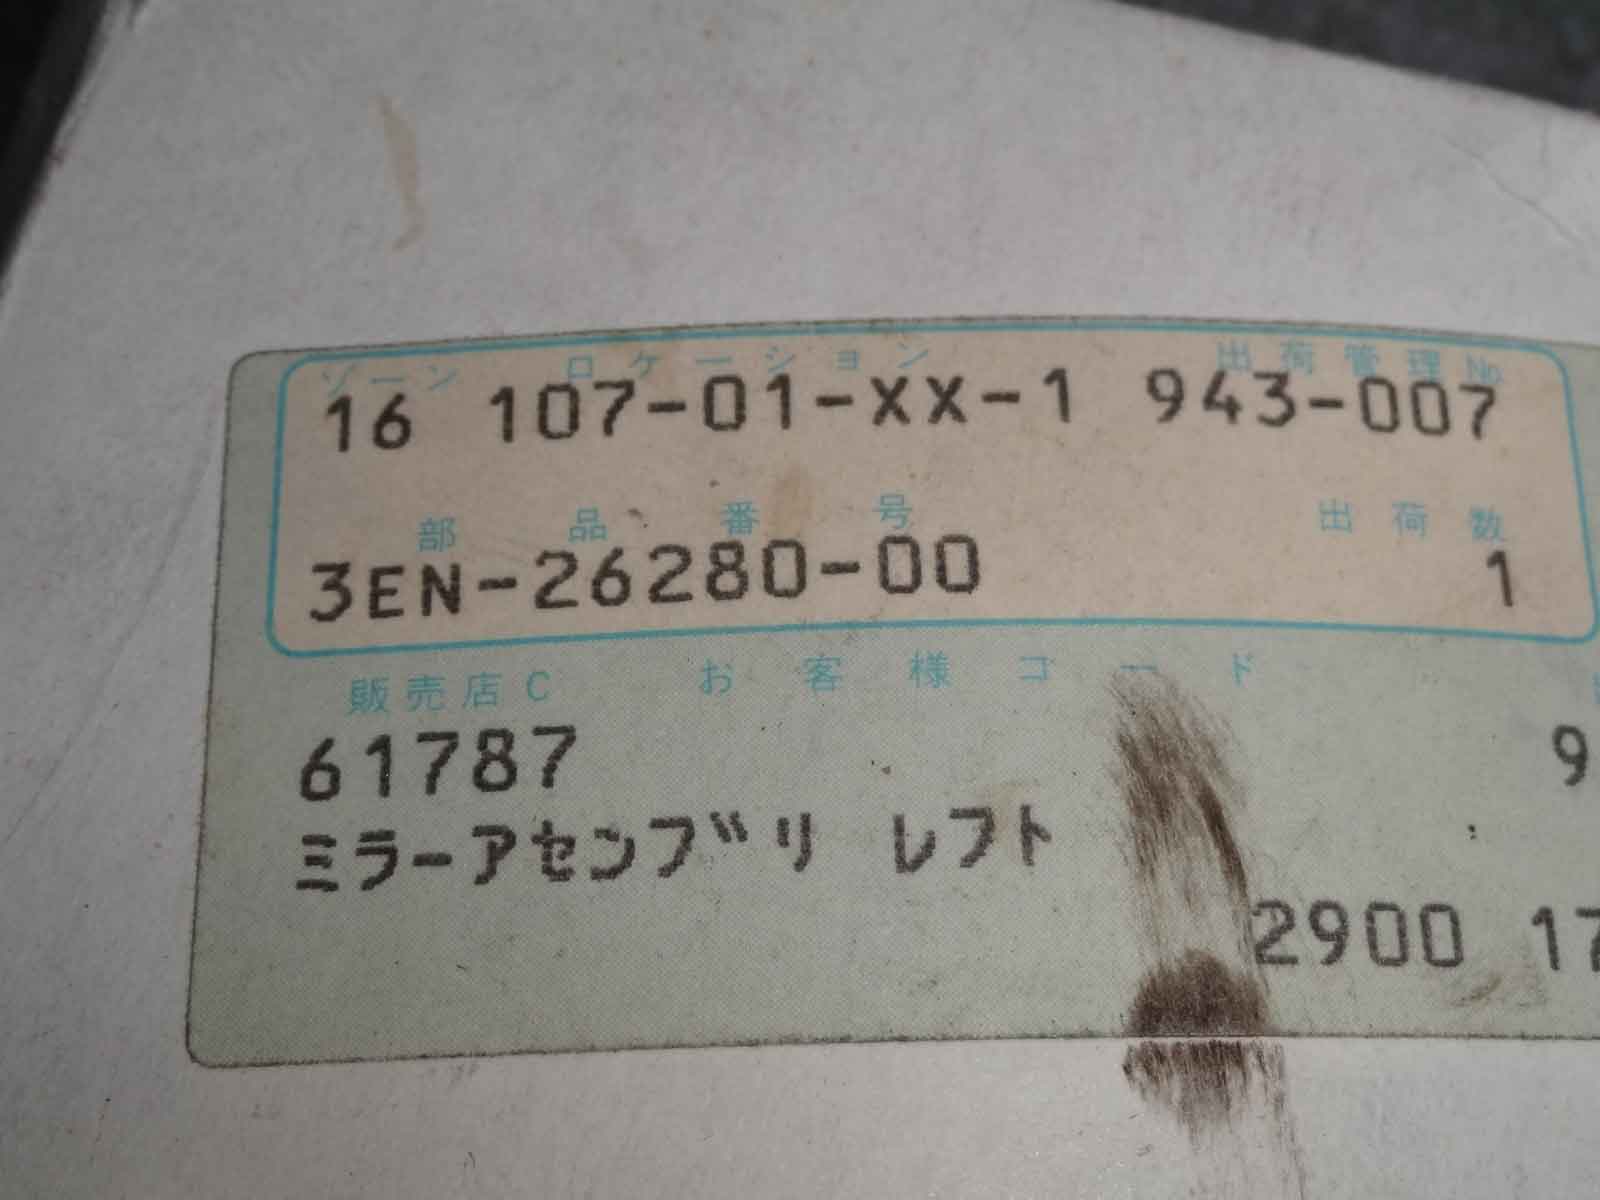 ゾーン ロケーション 出荷管理No.
16 107-01-XX-1 943-007
部品番号 出荷数
3EN-26280-00 1
販売店C お客様コード
61787 9
ミラーアセンブリ レフト
2900 17